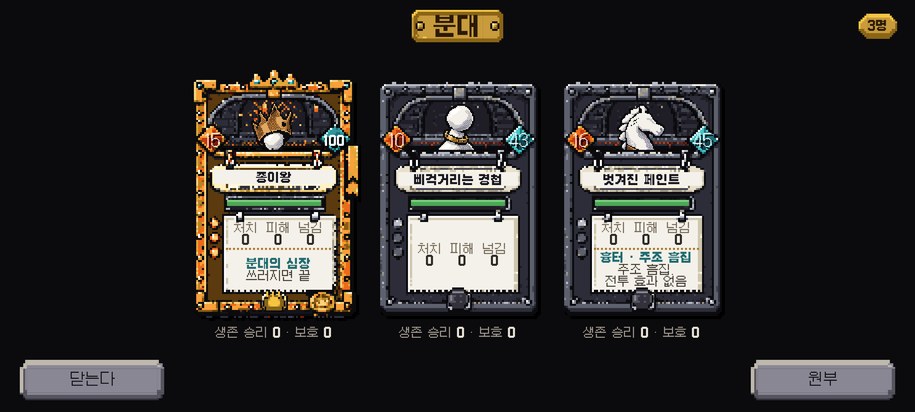 분대
3명
15
100
종이왕
처치 피해 넘김
0 0 0
분대의 심장
쓰러지면 끝
생존 승리 0 · 보호 0
10
43
삐걱거리는 경첩
처치 피해 넘김
0 0 0
생존 승리 0 · 보호 0
16
45
벗겨진 페인트
처치 피해 넘김
0 0 0
흉터 · 주조 흠집
주조 흠집
전투 효과 없음
생존 승리 0 · 보호 0
닫는다
원부